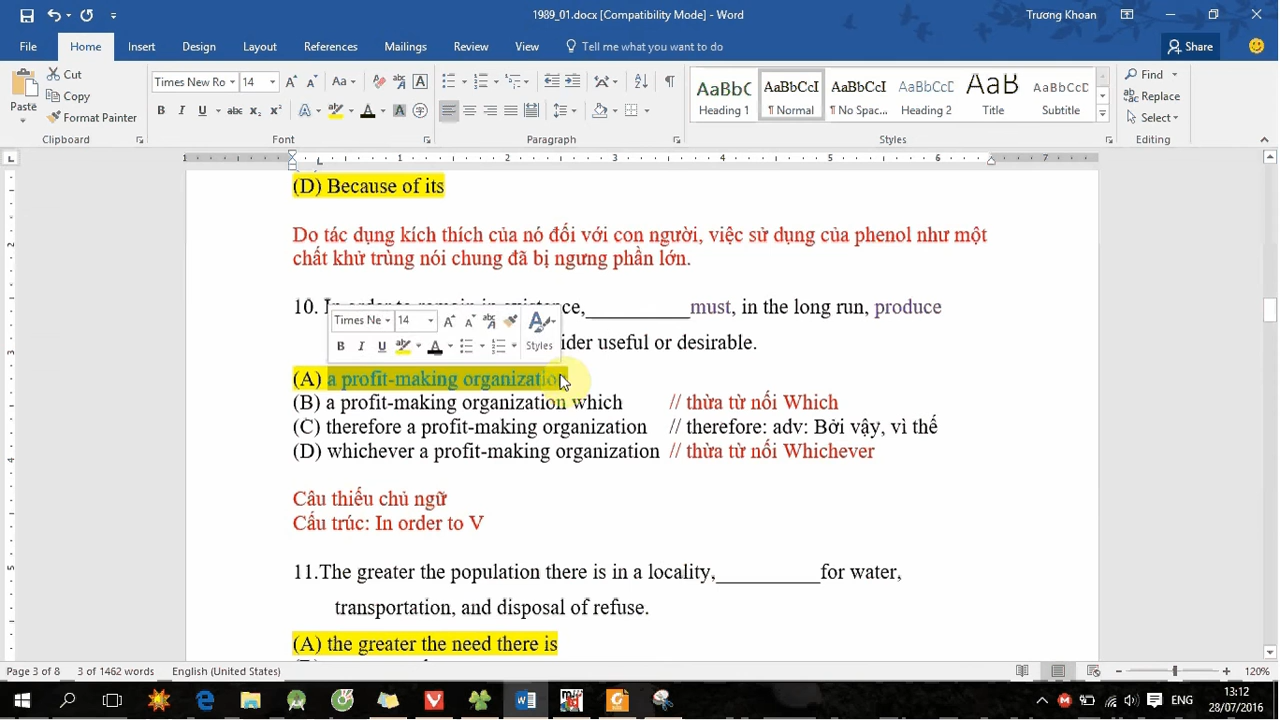 1989_01.docx [Compatibility Mode] - Word
Trương Khoan
File Home Insert Design Layout References Mailings Review View Tell me what you want to do Share
Paste Cut Copy Format Painter
Times New Ro 14
AaBbC AaBbCcI AaBbCcI AaBbCcI AaB AaBbCcD
Heading 1 ¶ Normal ¶ No Spac... Heading 2 Title Subtitle
Find Replace Select
Clipboard Font Paragraph Styles Editing
1 1 2 3 4 5 6 7
(D) Because of its
Do tác dụng kích thích của nó đối với con người, việc sử dụng của phenol như một
chất khử trùng nói chung đã bị ngưng phần lớn.
10. In order to remain in existence,__________must, in the long run, produce
ider useful or desirable.
Times Ne 14
B I U A Styles
(A) a profit-making organization
(B) a profit-making organization which // thừa từ nối Which
(C) therefore a profit-making organization // therefore: adv: Bởi vậy, vì thế
(D) whichever a profit-making organization // thừa từ nối Whichever
Câu thiếu chủ ngữ
Cấu trúc: In order to V
11.The greater the population there is in a locality,__________for water,
transportation, and disposal of refuse.
(A) the greater the need there is
Page 3 of 8 3 of 1462 words English (United States) 120%
ENG 13:12
28/07/2016